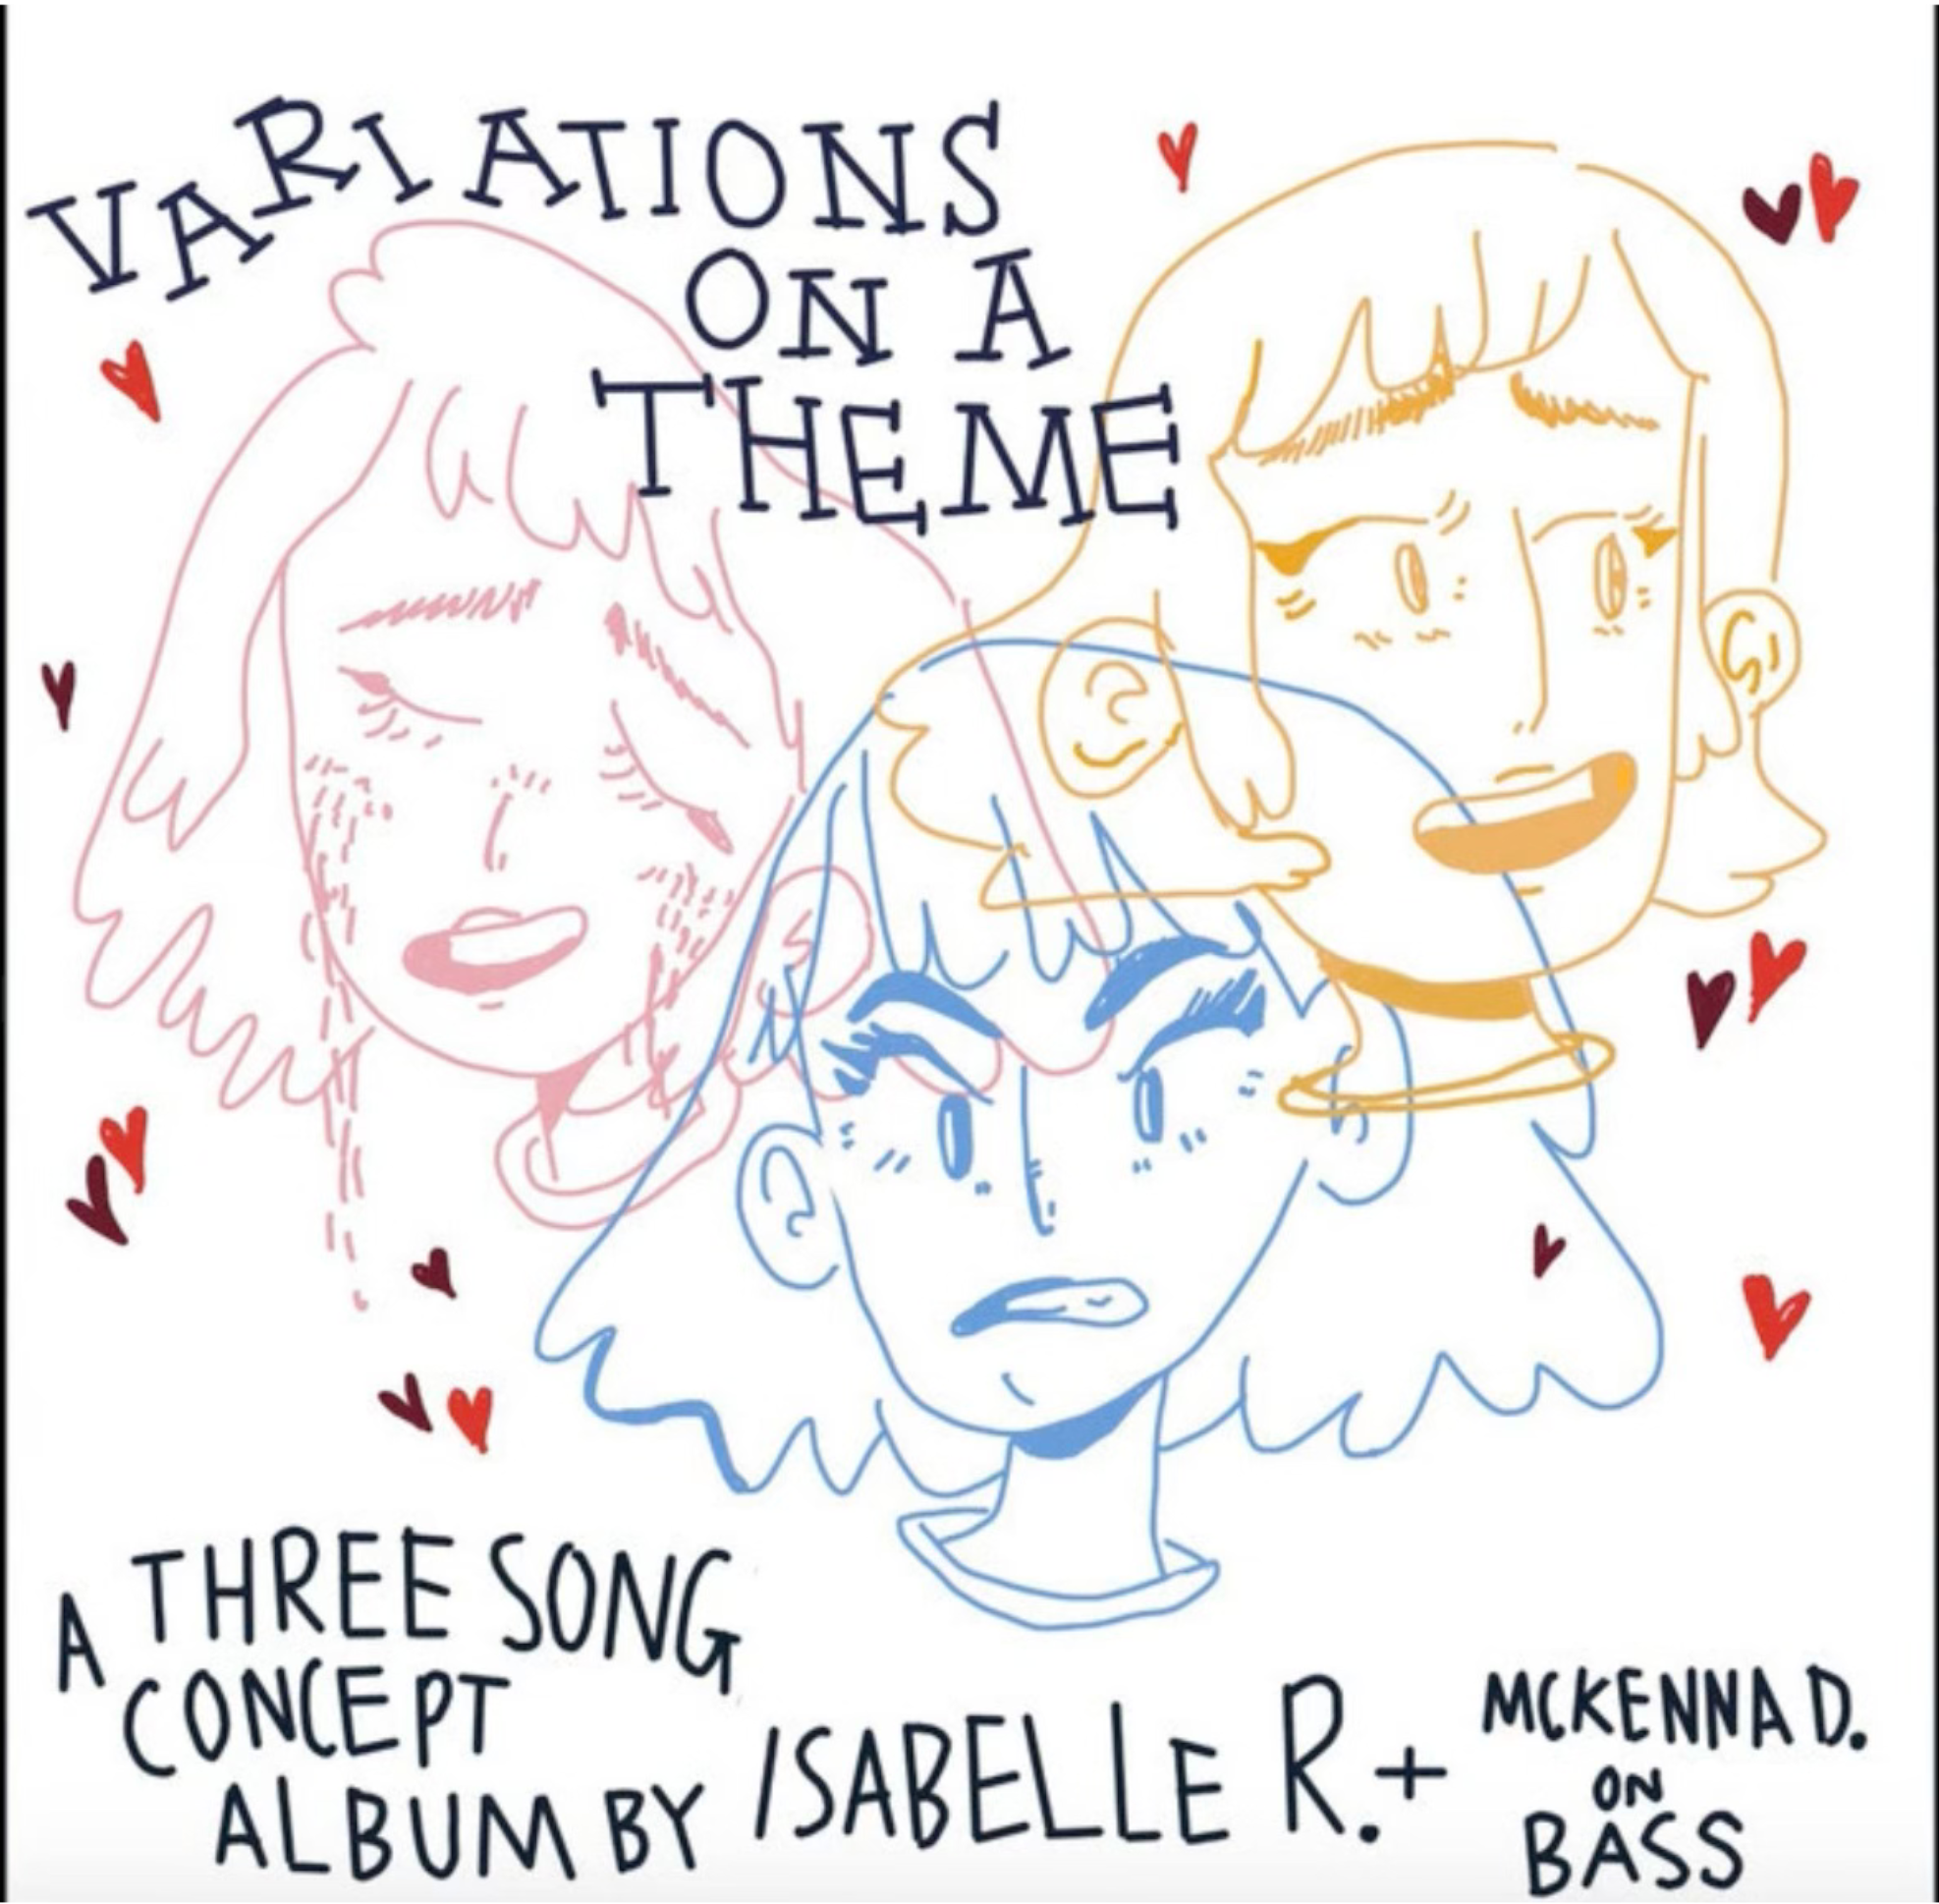 VARIATIONS
ON A
THEME
A THREE SONG
CONCEPT
ALBUM BY ISABELLE R. +
MCKENNA D.
ON
BASS